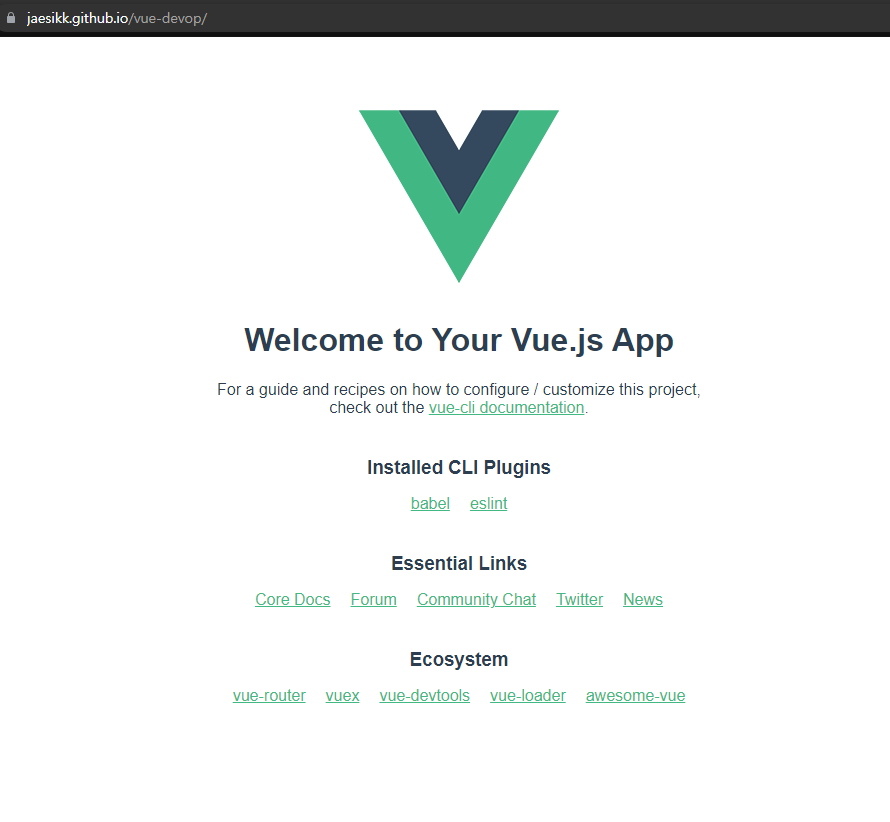 jaesikk.github.io/vue-devop/
Welcome to Your Vue.js App
For a guide and recipes on how to configure / customize this project,
check out the vue-cli documentation.
Installed CLI Plugins
babel eslint
Essential Links
Core Docs Forum Community Chat Twitter News
Ecosystem
vue-router vuex vue-devtools vue-loader awesome-vue